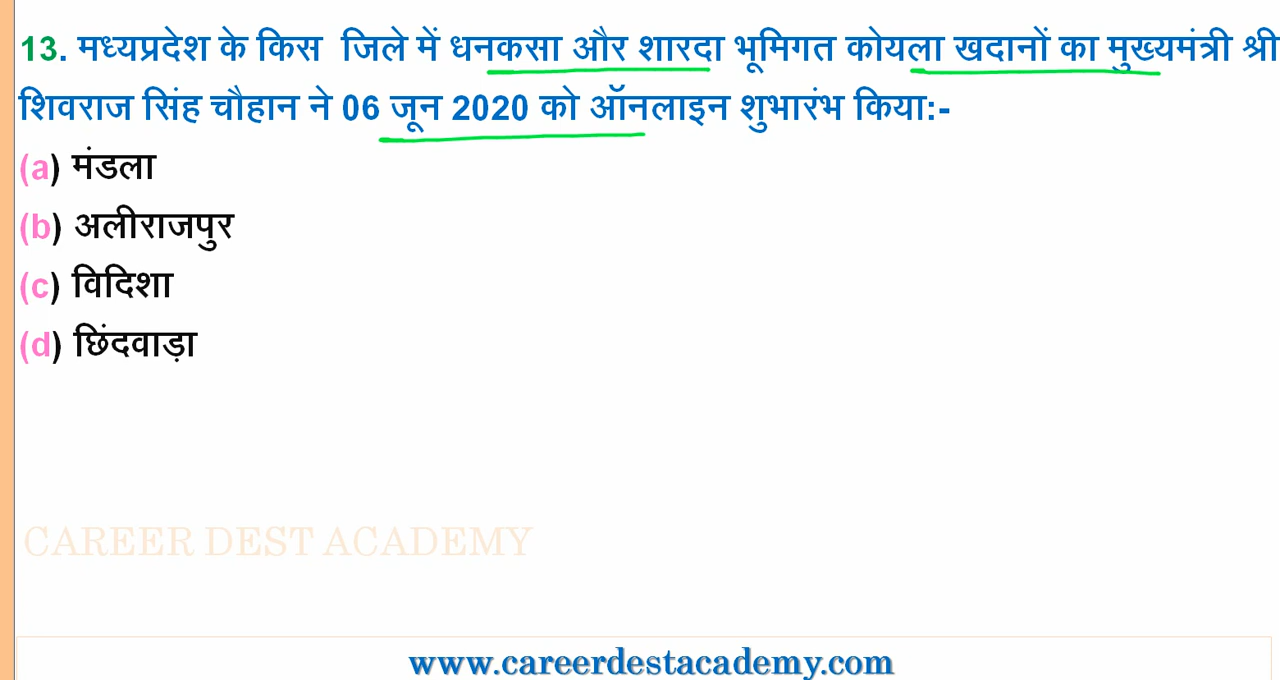 13. मध्यप्रदेश के किस जिले में धनकसा और शारदा भूमिगत कोयला खदानों का मुख्यमंत्री श्री
शिवराज सिंह चौहान ने 06 जून 2020 को ऑनलाइन शुभारंभ किया:-
(a) मंडला
(b) अलीराजपुर
(c) विदिशा
(d) छिंदवाड़ा
CAREER DEST ACADEMY
www.careerdestacademy.com